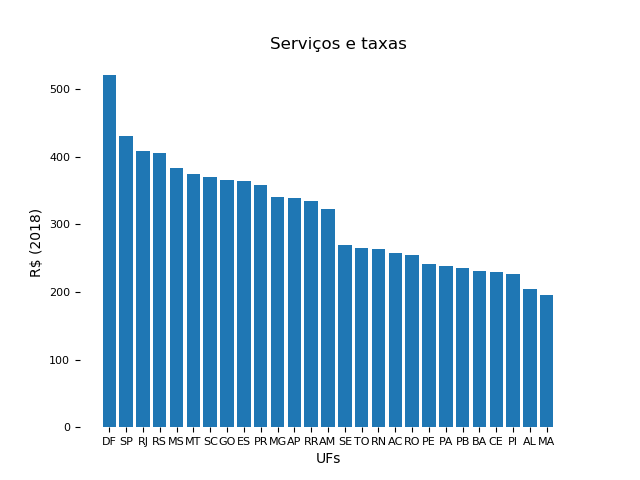 Serviços e taxas
R$ (2018)
500
400
300
200
100
0
DF SP RJ RS MS MT SC GO ES PR MG AP RR AM SE TO RN AC RO PE PA PB BA CE PI AL MA
UFs